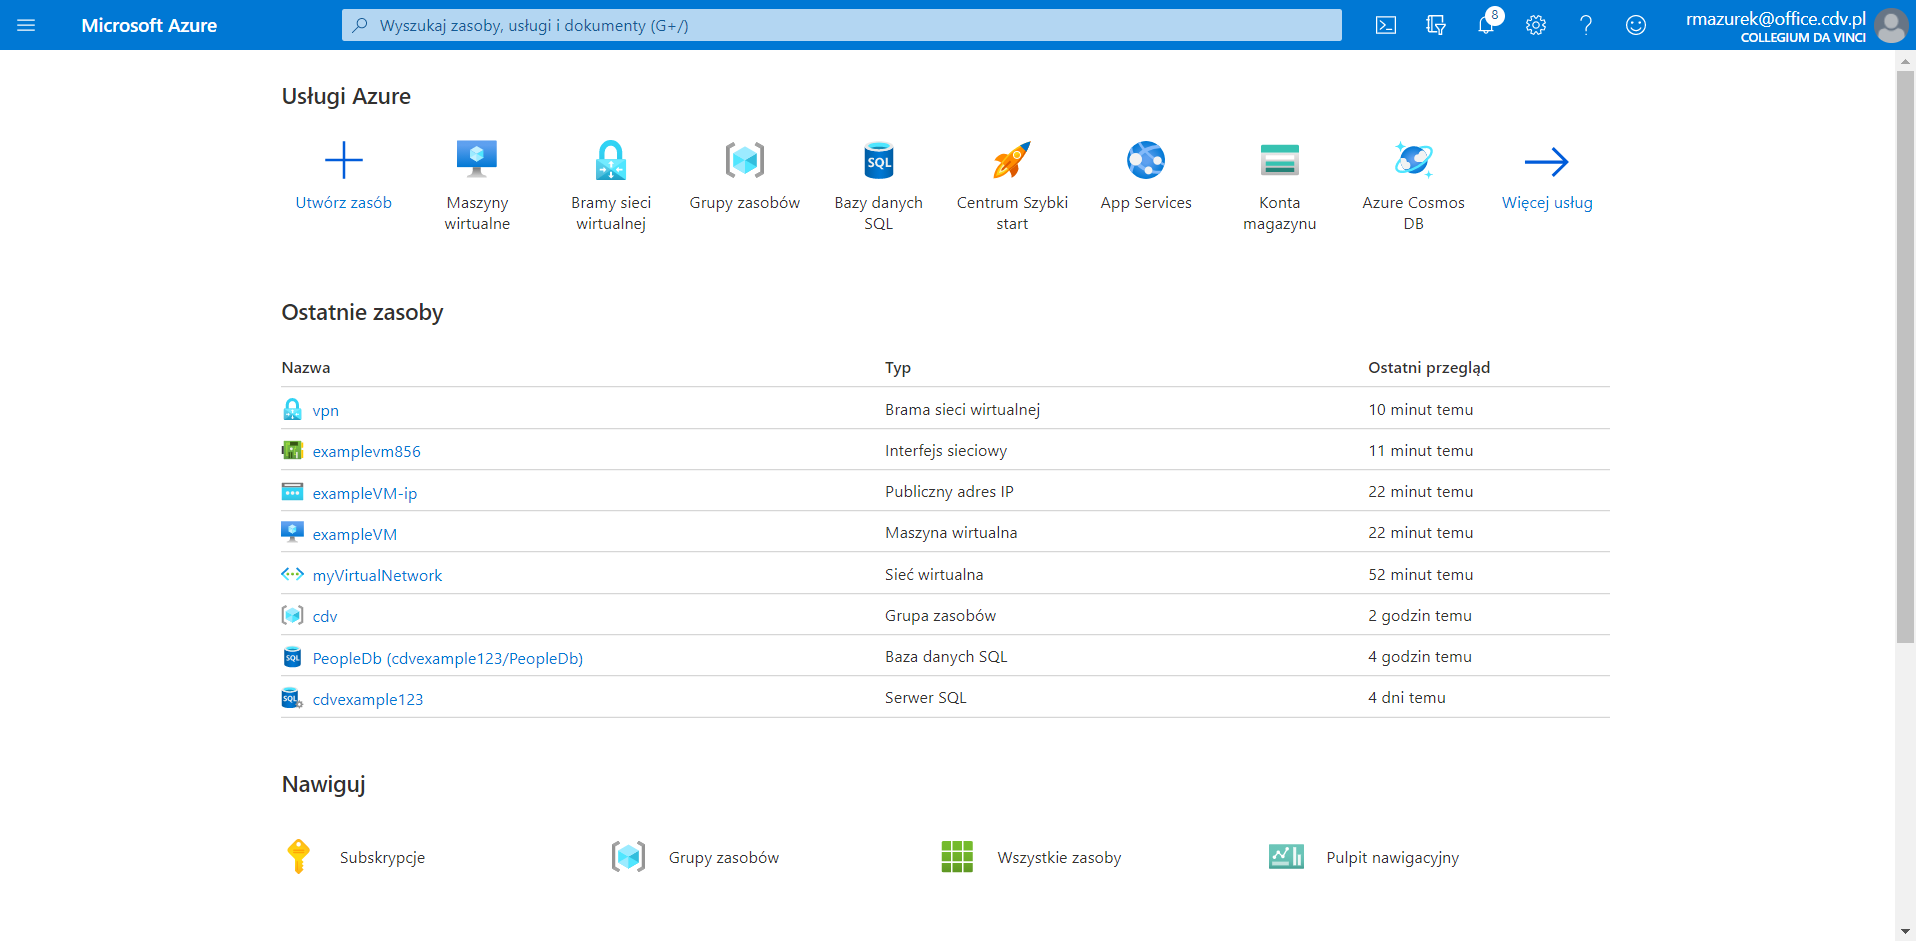 Microsoft Azure
Wyszukaj zasoby, usługi i dokumenty (G+/)
8
rmazurek@office.cdv.pl
COLLEGIUM DA VINCI
Usługi Azure
Utwórz zasób
Maszyny
wirtualne
Bramy sieci
wirtualnej
Grupy zasobów
SQL
Bazy danych
SQL
Centrum Szybki
start
App Services
Konta
magazynu
Azure Cosmos
DB
Więcej usług
Ostatnie zasoby
Nazwa Typ Ostatni przegląd
vpn Brama sieci wirtualnej 10 minut temu
examplevm856 Interfejs sieciowy 11 minut temu
exampleVM-ip Publiczny adres IP 22 minut temu
exampleVM Maszyna wirtualna 22 minut temu
myVirtualNetwork Sieć wirtualna 52 minut temu
cdv Grupa zasobów 2 godzin temu
SQL PeopleDb (cdvexample123/PeopleDb) Baza danych SQL 4 godzin temu
SQL cdvexample123 Serwer SQL 4 dni temu
Nawiguj
Subskrypcje Grupy zasobów Wszystkie zasoby Pulpit nawigacyjny